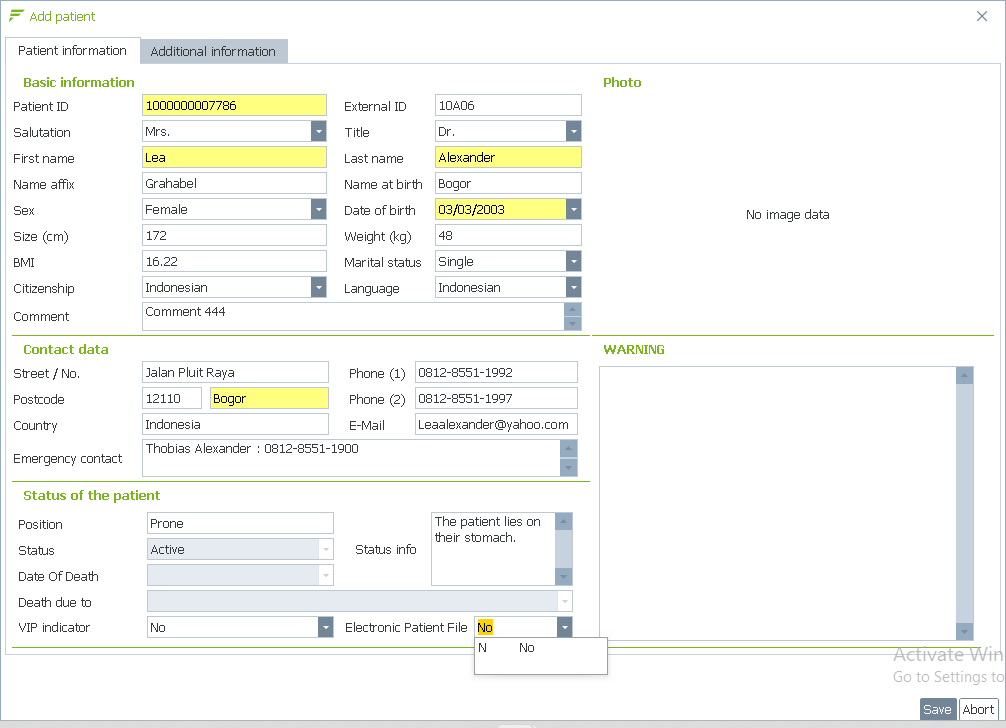 Add patient
Patient information Additional information
Basic information Photo
Patient ID 1000000007786 External ID 10A06
Salutation Mrs. Title Dr.
First name Lea Last name Alexander
Name affix Grahabel Name at birth Bogor
Sex Female Date of birth 03/03/2003
No image data
Size (cm) 172 Weight (kg) 48
BMI 16.22 Marital status Single
Citizenship Indonesian Language Indonesian
Comment Comment 444
Contact data WARNING
Street / No. Jalan Pluit Raya Phone (1) 0812-8551-1992
Postcode 12110 Bogor Phone (2) 0812-8551-1997
Country Indonesia E-Mail Leaalexander@yahoo.com
Emergency contact Thobias Alexander : 0812-8551-1900
Status of the patient
Position Prone
Status Active Status info The patient lies on
their stomach.
Date Of Death
Death due to
VIP indicator No Electronic Patient File No
N No
Activate Win
Go to Settings to
Save Abort